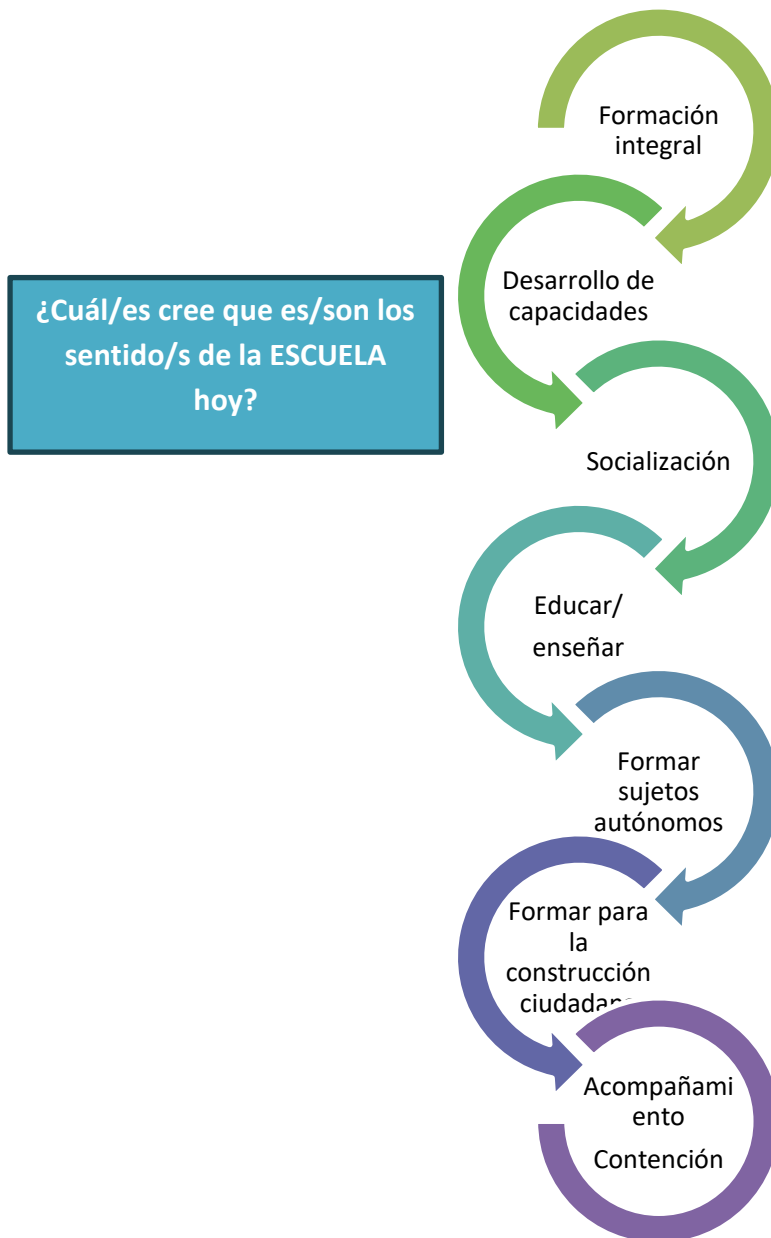 Formación
integral
Desarrollo de
capacidades
¿Cuál/es cree que es/son los
sentido/s de la ESCUELA
hoy?
Socialización
Educar/
enseñar
Formar
sujetos
autónomos
Formar para
la
construcción
ciudadana
Acompañami
ento
Contención